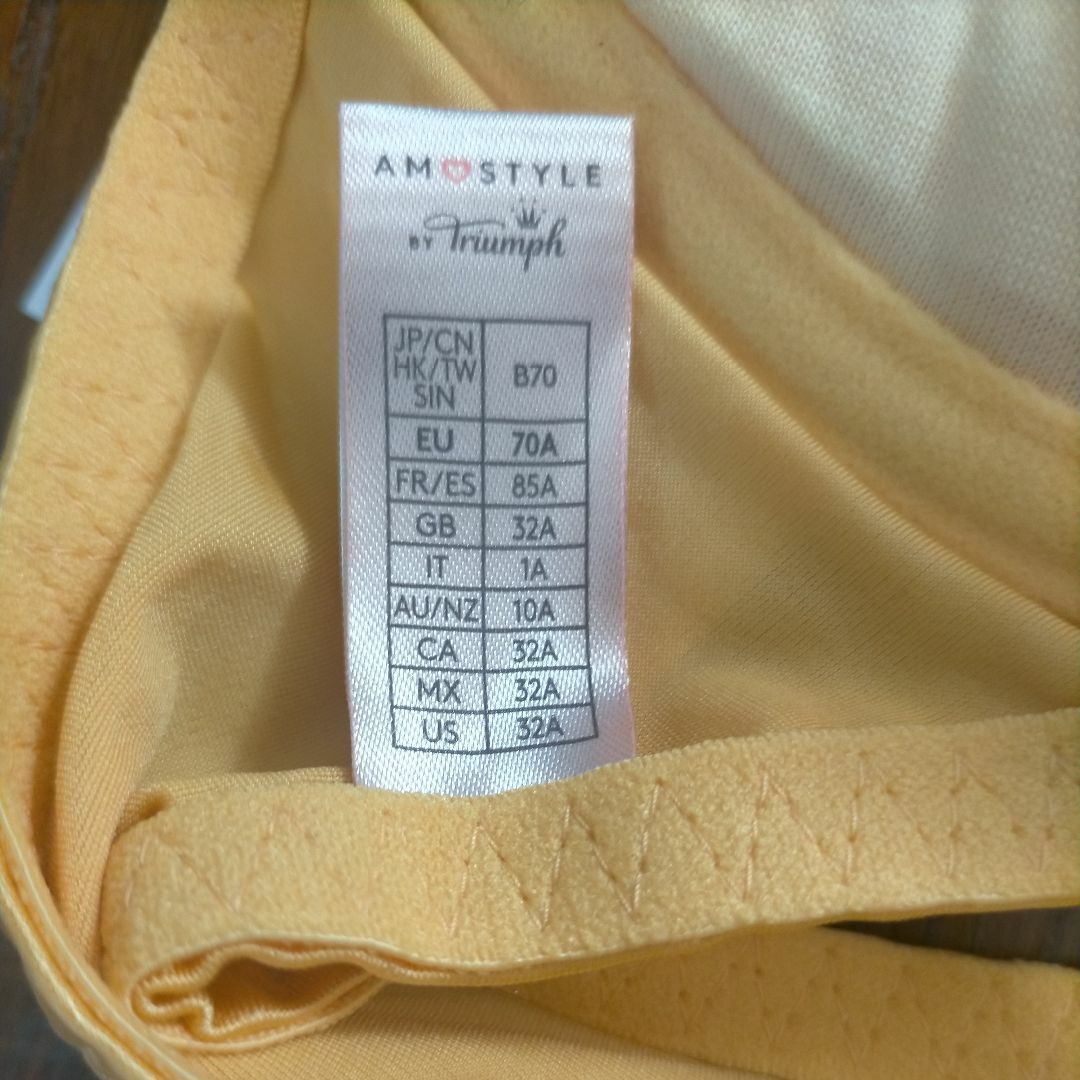 AMOSTYLE
BY Triumph
JP/CN
HK/TW
SIN
B70
EU 70A
FR/ES 85A
GB 32A
IT 1A
AU/NZ 10A
CA 32A
MX 32A
US 32A